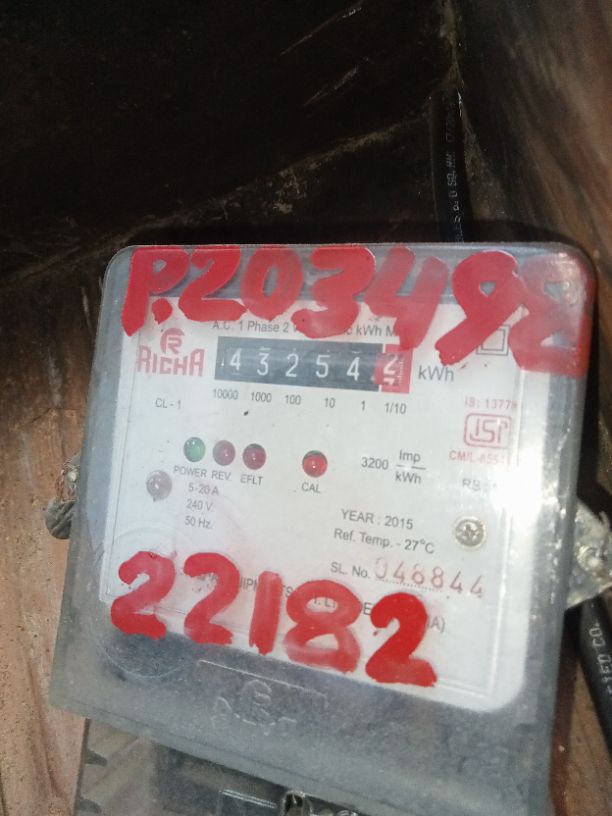 P.203498
A.C. 1 Phase 2 kWh M
RICHA
43254 2 kWh
10000 1000 100 10 1 1/10
CL-1
IS: 1377
ISI
CM/L
POWER REV. EFLT CAL
3200 Imp/kWh
5-20 A
240 V.
50 Hz.
YEAR : 2015
Ref. Temp. - 27°C
SL. No. 048844
22182